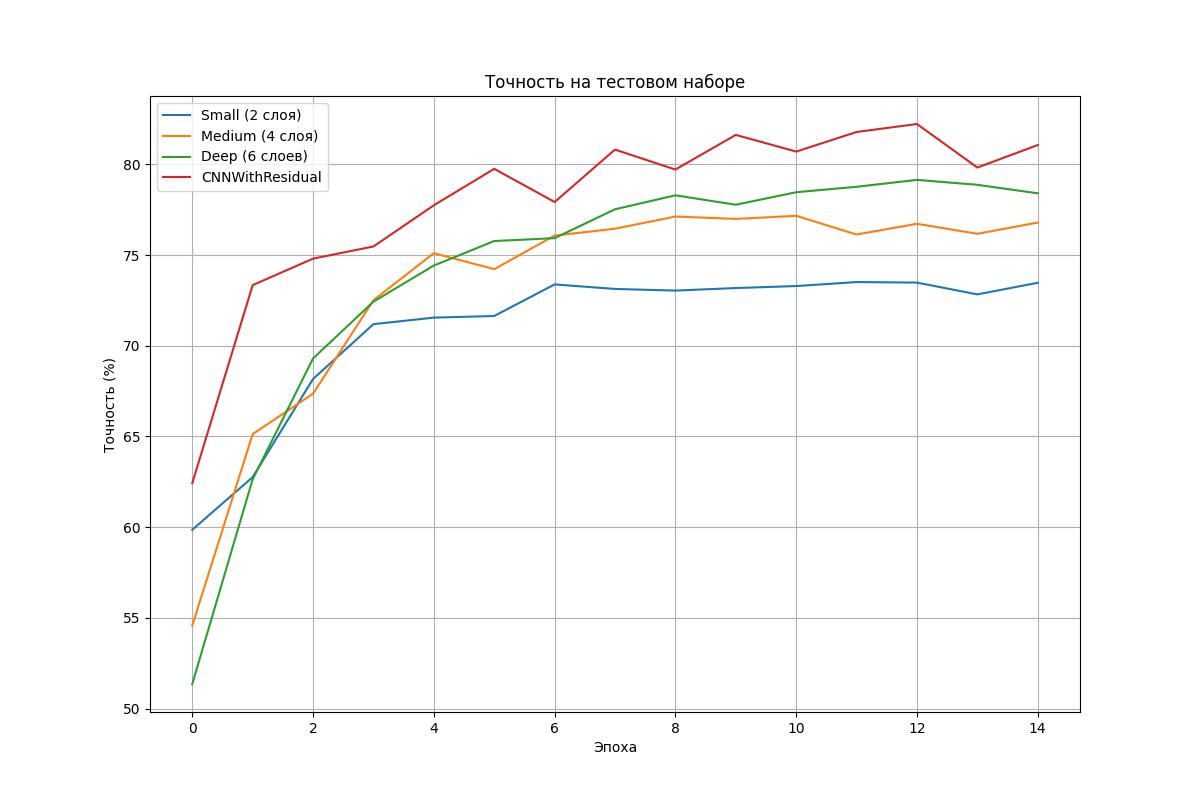 Точность на тестовом наборе
Small (2 слоя)
Medium (4 слоя)
Deep (6 слоев)
CNNWithResidual
Точность (%)
80
75
70
65
60
55
50
0 2 4 6 8 10 12 14
Эпоха